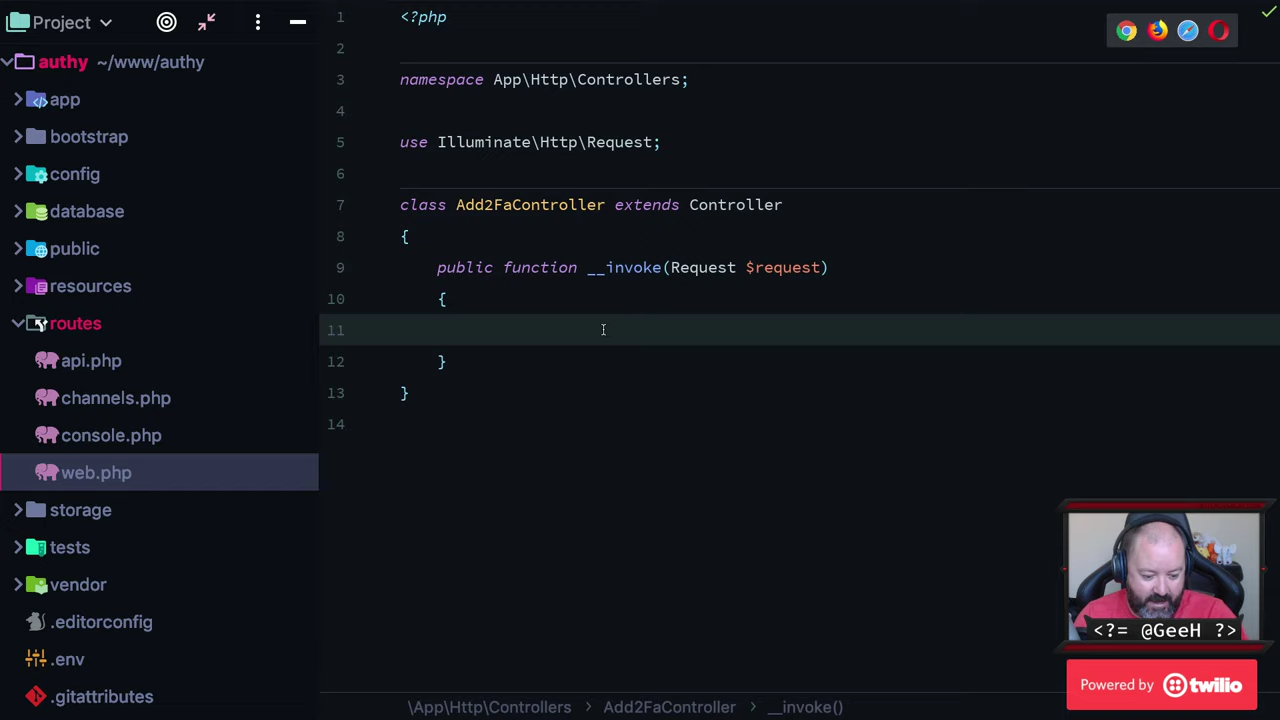 Project
authy ~/www/authy
app
bootstrap
config
database
public
resources
routes
api.php
channels.php
console.php
web.php
storage
tests
vendor
.editorconfig
.env
.gitattributes
1 <?php
2
3 namespace App\Http\Controllers;
4
5 use Illuminate\Http\Request;
6
7 class Add2FaController extends Controller
8 {
9 public function __invoke(Request $request)
10 {
11
12 }
13 }
14
\App\Http\Controllers > Add2FaController > __invoke()
<?= @GeeH ?>
Powered by twilio